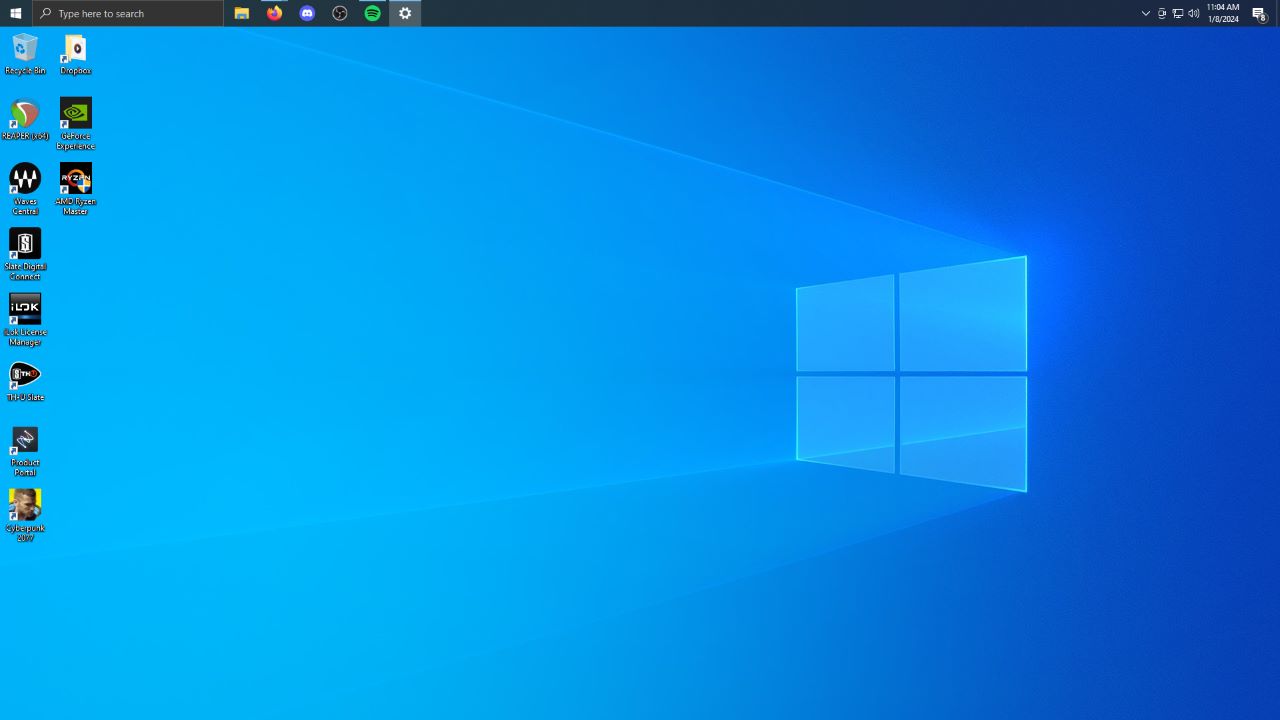 Type here to search
11:04 AM
1/8/2024
8
Recycle Bin
Dropbox
REAPER (x64)
GeForce
Experience
Waves
Central
RYZEN
AMD Ryzen
Master
Slate Digital
Connect
iLOK
iLok License
Manager
STH
TH-U Slate
Product
Portal
Cyberpunk
2077